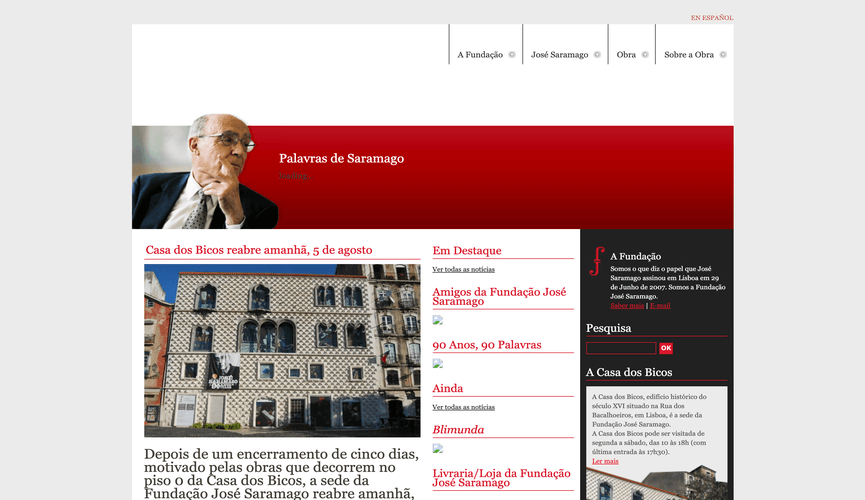 EN ESPAÑOL
A Fundação
José Saramago
Obra
Sobre a Obra
Palavras de Saramago
Casa dos Bicos reabre amanhã, 5 de agosto
JOSÉ
SARAMAGO
Depois de um encerramento de cinco dias,
motivado pelas obras que decorrem no
piso 0 da Casa dos Bicos, a sede da
Fundação José Saramago reabre amanhã,
Em Destaque
Ver todas as notícias
Amigos da Fundação José
Saramago
90 Anos, 90 Palavras
Ainda
Ver todas as notícias
Blimunda
Livraria/Loja da Fundação
José Saramago
A Fundação
Somos o que diz o papel que José
Saramago assinou em Lisboa em 29
de Junho de 2007. Somos a Fundação
José Saramago.
Saber mais | E-mail
Pesquisa
OK
A Casa dos Bicos
A Casa dos Bicos, edifício histórico do
século XVI situado na Rua dos
Bacalhoeiros, em Lisboa, é a sede da
Fundação José Saramago.
A Casa dos Bicos pode ser visitada de
segunda a sábado, das 10 às 18h (com
última entrada às 17h30).
Ler mais